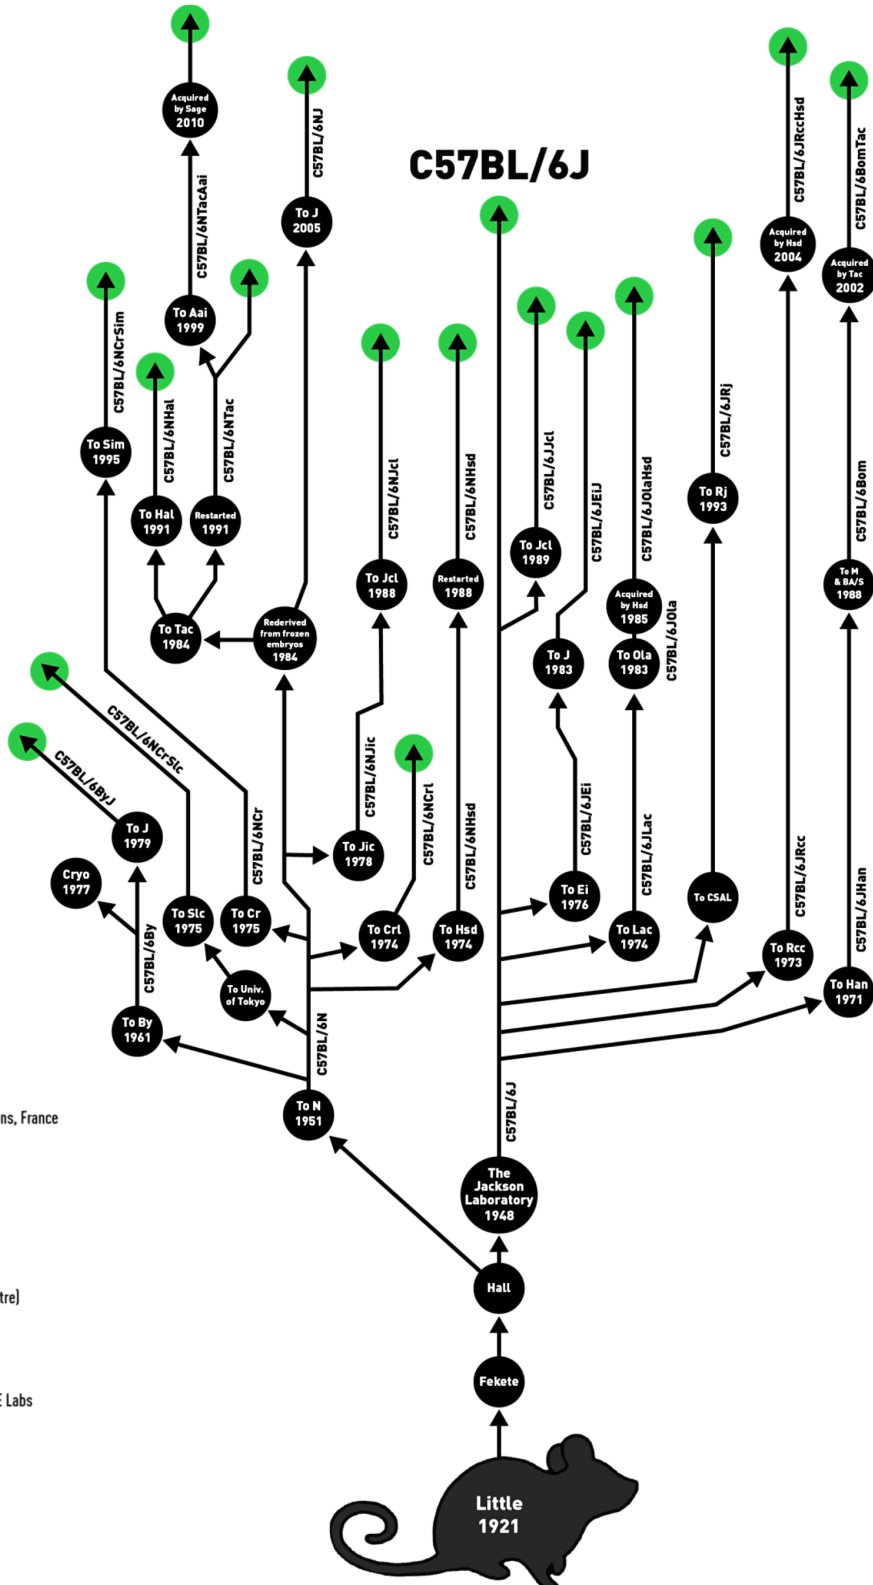 Acquired
by Sage
2010
C57BL/6NTacAai
To J
2005
C57BL/6NJ
C57BL/6J
Acquired
by Hsd
2004
C57BL/6JRccHsd
Acquired
by Tac
2002
C57BL/6BomTac
To Aai
1999
To Sim
1995
C57BL/6NCrSim
To Hal
1991
C57BL/6NHal
Restarted
1991
C57BL/6NTac
To Jcl
1988
C57BL/6NJcl
Restarted
1988
C57BL/6NHsd
To Jcl
1989
C57BL/6JJcl
C57BL/6JEiJ
C57BL/6JOlaHsd
To Rj
1993
C57BL/6JRj
C57BL/6Bom
To M
& BA/S
1988
To Tac
1984
Rederived
from frozen
embryos
1984
To J
1983
Acquired
by Hsd
1985
To Ola
1983
C57BL/6JOla
C57BL/6NCrSlc
C57BL/6ByJ
To J
1979
Cryo
1977
C57BL/6By
To Slc
1975
To Cr
1975
C57BL/6NCr
To Jic
1978
C57BL/6NJic
To Crl
1974
C57BL/6NCrl
To Hsd
1974
C57BL/6NHsd
To Ei
1976
C57BL/6JEi
To Lac
1974
C57BL/6JLac
To CSAL
To Rcc
1973
C57BL/6JRcc
To Han
1971
C57BL/6JHan
To Univ.
of Tokyo
To By
1961
C57BL/6N
To N
1951
C57BL/6J
ns, France
The
Jackson
Laboratory
1948
Hall
tre)
Fekete
E Labs
Little
1921